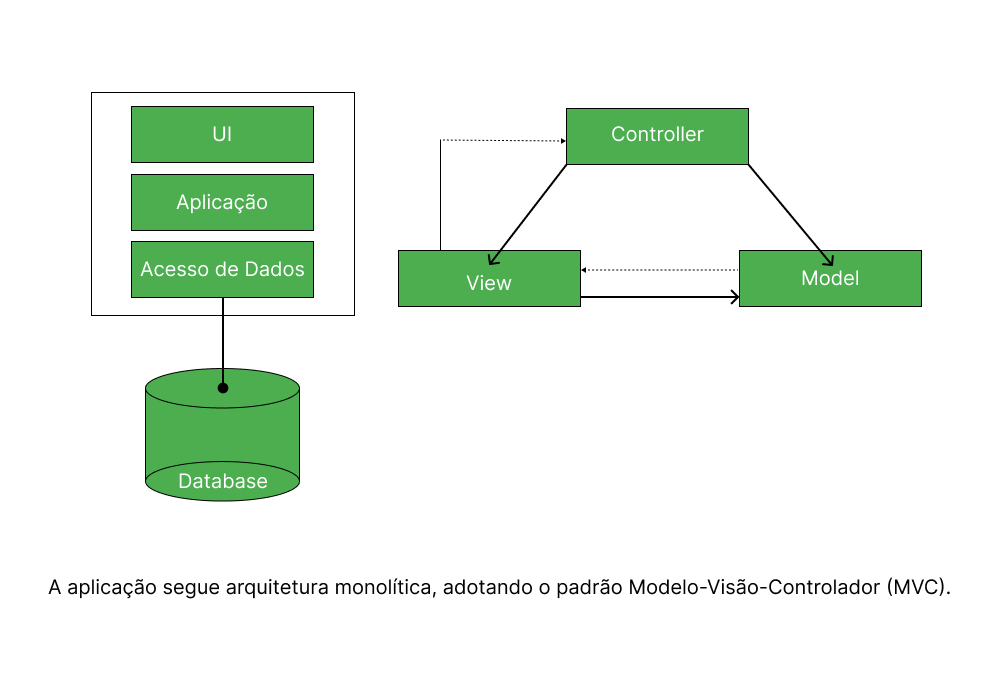 UI
Aplicação
Acesso de Dados
Database
Controller
View
Model
A aplicação segue arquitetura monolítica, adotando o padrão Modelo-Visão-Controlador (MVC).